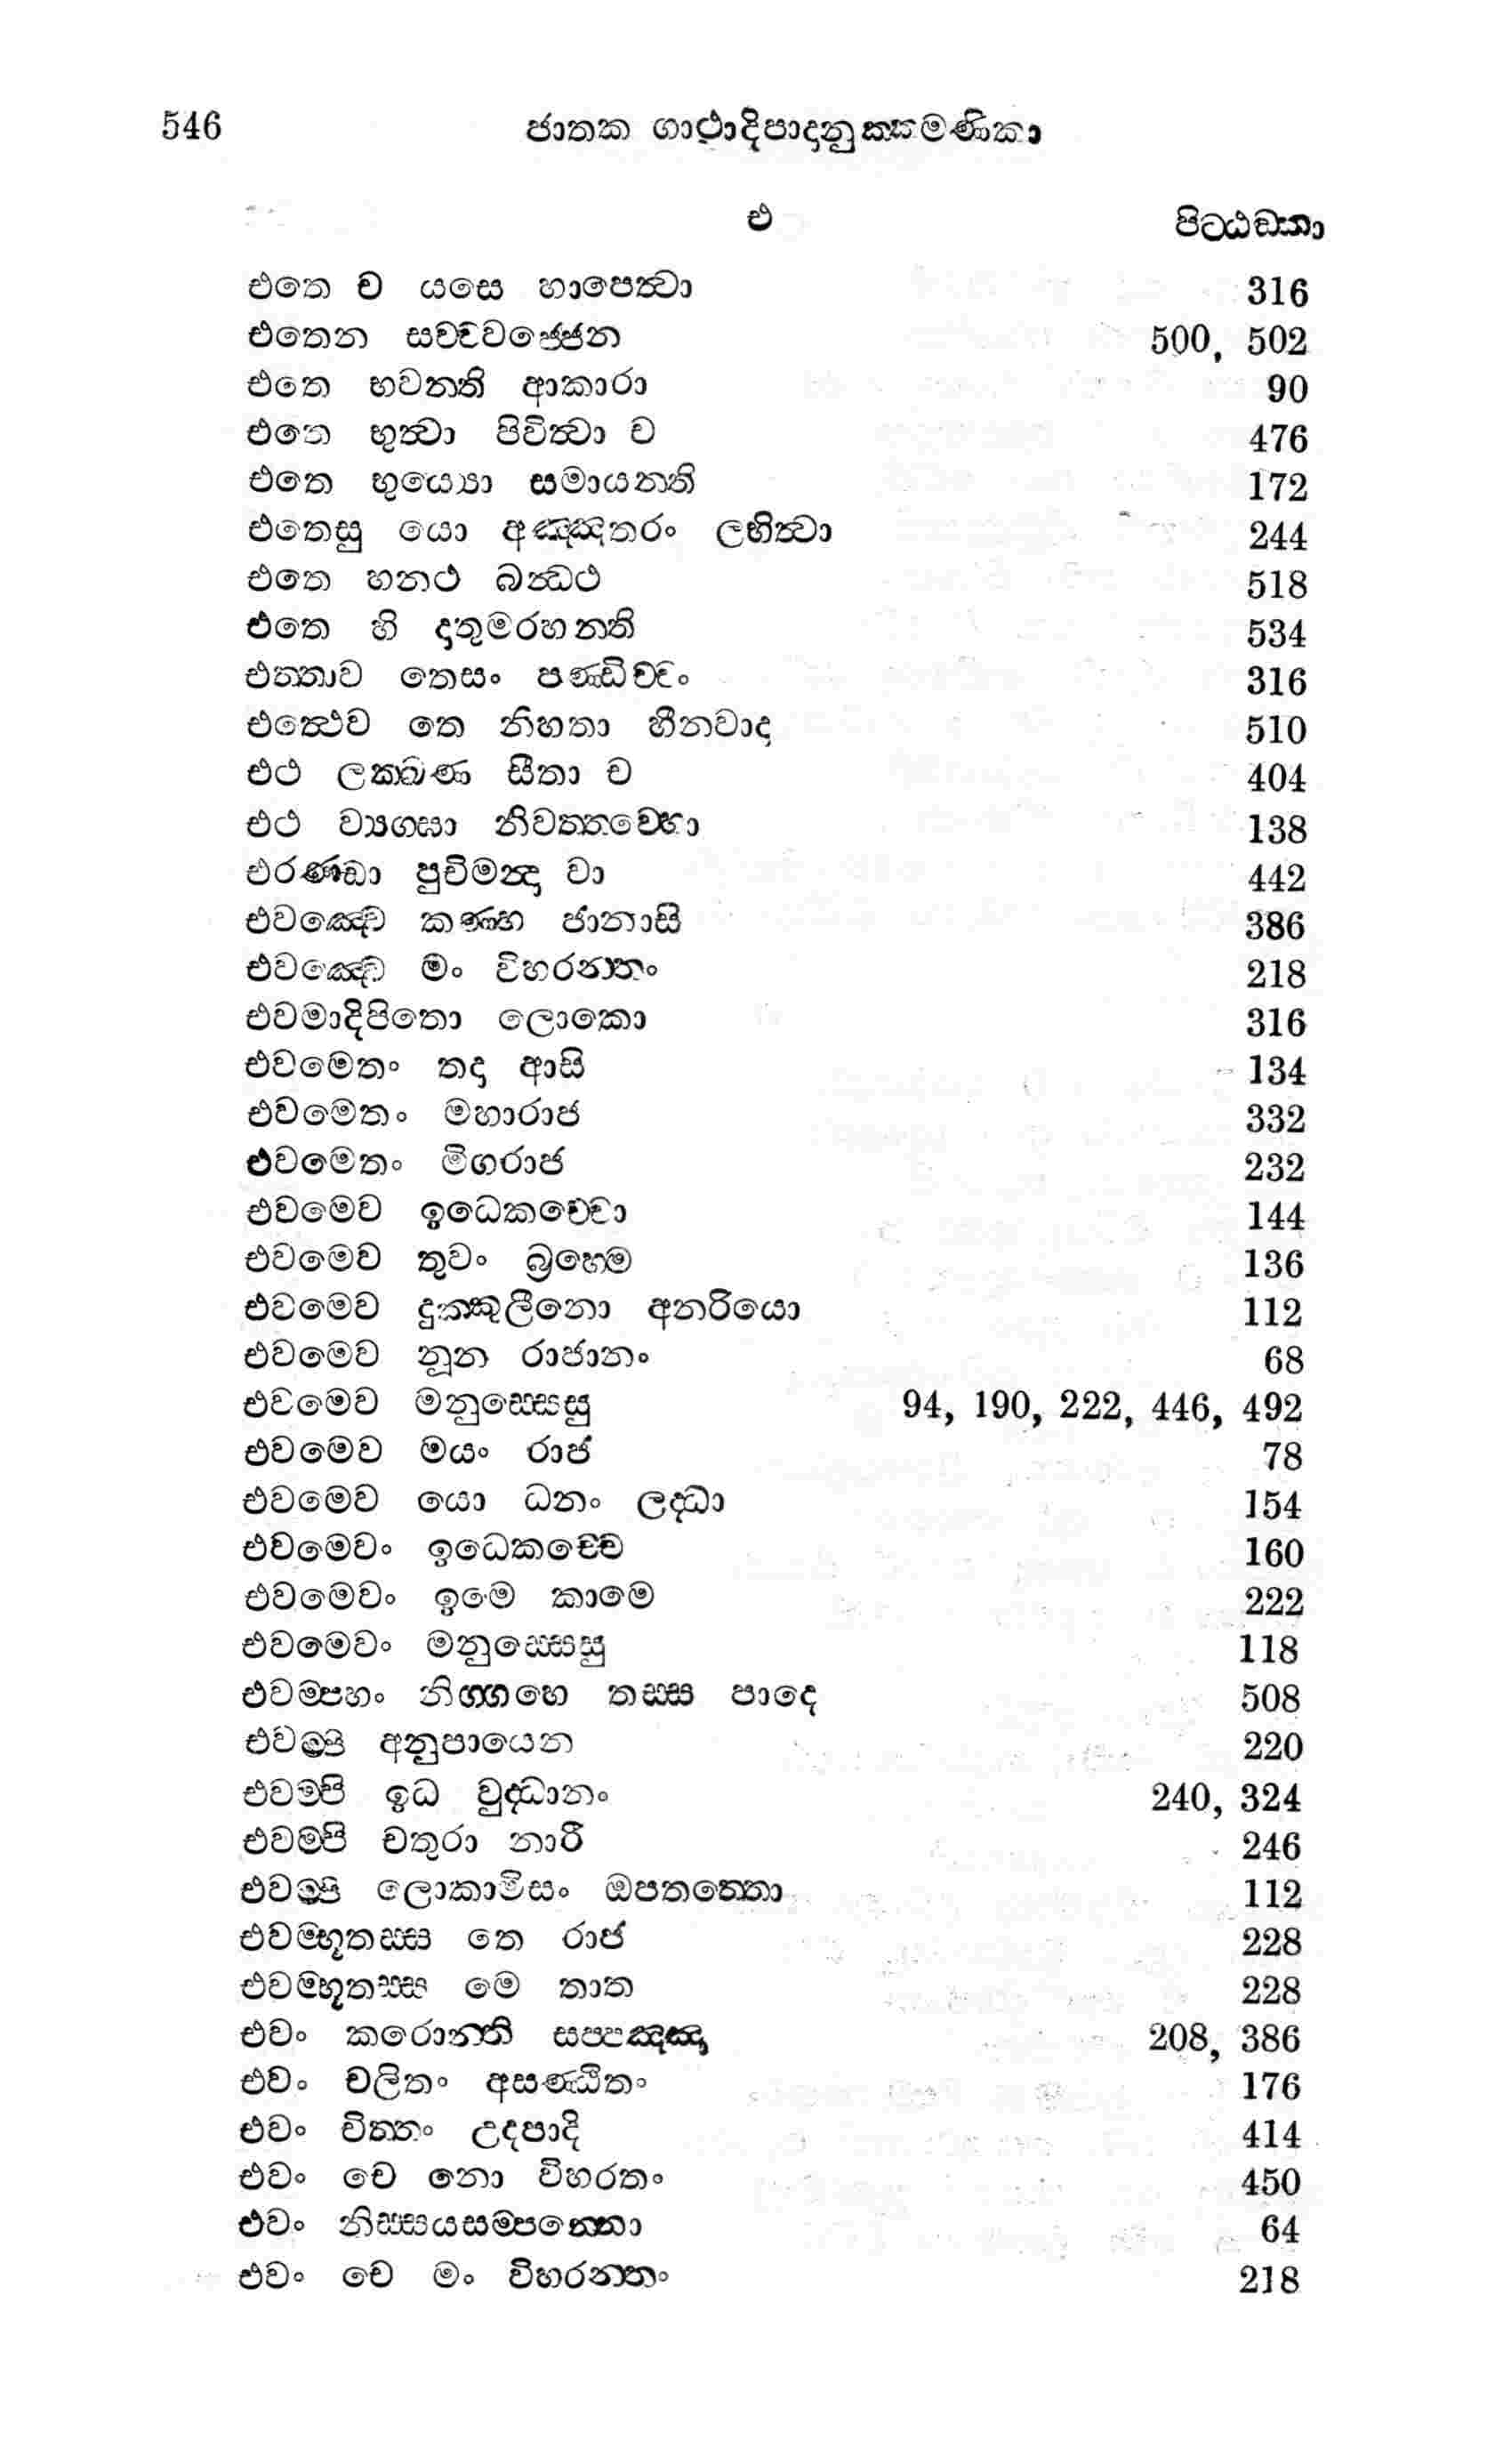 546 ජාතක ගාථාදිපාදානුක්කමණිකා
එ පිට්ඨඞ්කා
එතෙ ච යසෙ හාපෙත්වා 316
එතෙන සච්චවජ්ජෙන 500, 502
එතෙ භවන්ති ආකාරා 90
එතෙ භුත්වා පිවිත්වා ච 476
එතෙ භුය්‍යො සමායන්ති 172
එතෙසු යො අඤ්ඤතරං ලභිත්වා 244
එතෙ හනථ බන්ධථ 518
එතෙ හි දාතුමරහන්ති 534
එත්තාව තෙසං පණ්ඩිච්චං 316
එත්ථෙව තෙ නිහතා හීනවාදා 510
එථ ලක්ඛණ සීතා ච 404
එථ ව්‍යග්ඝා නිවත්තව්හො 138
එරණ්ඩා පුචිමන්දා වා 442
එවඤ්චෙ කණ්හ ජානාසි 386
එවඤ්චෙ මං විහරන්තං 218
එවමාදිපිතො ලොකො 316
එවමෙතං තදා ආසි 134
එවමෙතං මහාරාජ 332
එවමෙතං මිගරාජ 232
එවමෙව ඉධෙකච්චො 144
එවමෙව තුවං බ්‍රහ්මෙ 136
එවමෙව දුක්කුලීනො අනරියො 112
එවමෙව නූන රාජානං 68
එවමෙව මනුස්සෙසු 94, 190, 222, 446, 492
එවමෙව මයං රාජ 78
එවමෙව යො ධනං ලද්ධා 154
එවමෙවං ඉධෙකච්චෙ 160
එවමෙවං ඉමෙ කාමෙ 222
එවමෙවං මනුස්සෙසු 118
එවම්පහං නිග්ගහෙ තස්ස පාදෙ 508
එවම්පි අනුපායෙන 220
එවම්පි ඉධ වුද්ධානං 240, 324
එවම්පි චතුරා නාරී 246
එවම්පි ලොකාමිසං ඔපතන්තො 112
එවම්භූතස්ස තෙ රාජ 228
එවම්භූතස්ස මෙ තාත 228
එවං කරොන්ති සප්පඤ්ඤා 208, 386
එවං චලිතං අසණ්ඨිතං 176
එවං චිත්තං උදපාදි 414
එවං චෙ නො විහරතං 450
එවං නිස්සයසම්පන්නො 64
එවං චෙ මං විහරන්තං 218